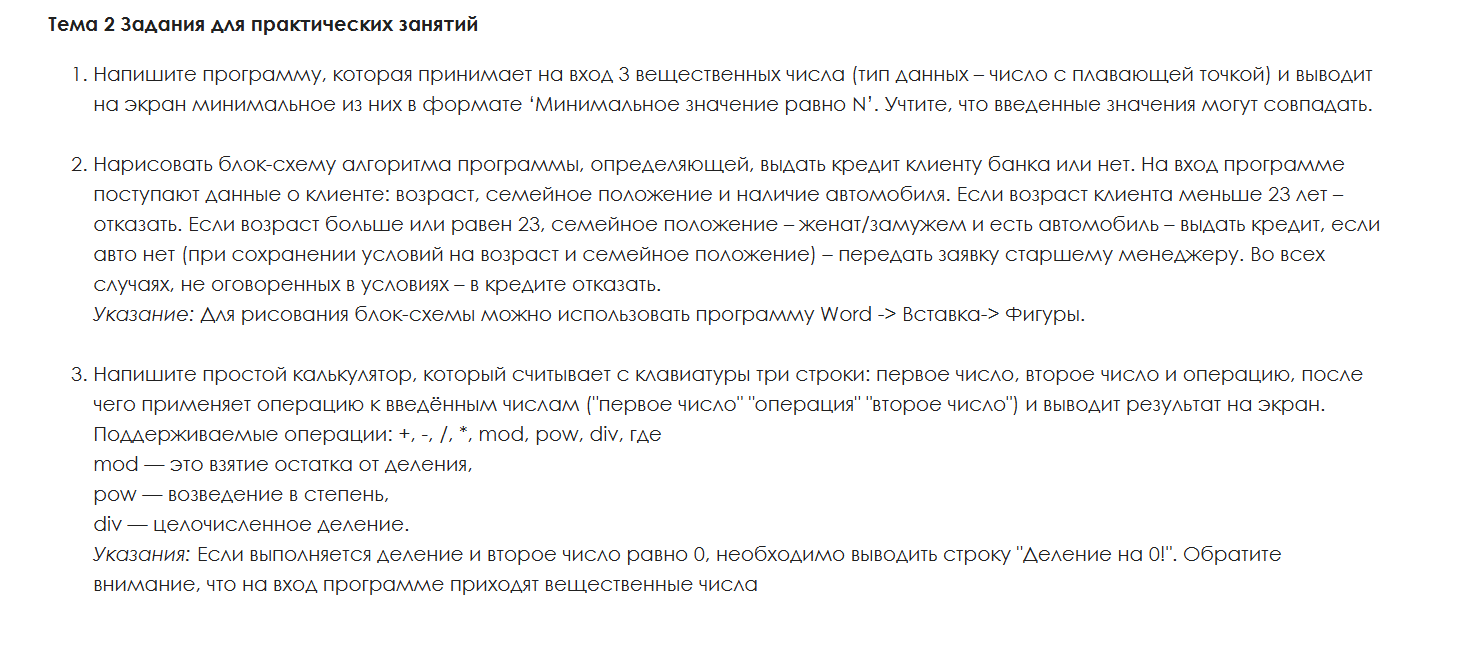 Тема 2 Задания для практических занятий
1. Напишите программу, которая принимает на вход 3 вещественных числа (тип данных – число с плавающей точкой) и выводит
на экран минимальное из них в формате ‘Минимальное значение равно N’. Учтите, что введенные значения могут совпадать.
2. Нарисовать блок-схему алгоритма программы, определяющей, выдать кредит клиенту банка или нет. На вход программе
поступают данные о клиенте: возраст, семейное положение и наличие автомобиля. Если возраст клиента меньше 23 лет –
отказать. Если возраст больше или равен 23, семейное положение – женат/замужем и есть автомобиль – выдать кредит, если
авто нет (при сохранении условий на возраст и семейное положение) – передать заявку старшему менеджеру. Во всех
случаях, не оговоренных в условиях – в кредите отказать.
Указание: Для рисования блок-схемы можно использовать программу Word -> Вставка-> Фигуры.
3. Напишите простой калькулятор, который считывает с клавиатуры три строки: первое число, второе число и операцию, после
чего применяет операцию к введённым числам ("первое число" "операция" "второе число") и выводит результат на экран.
Поддерживаемые операции: +, -, /, *, mod, pow, div, где
mod — это взятие остатка от деления,
pow — возведение в степень,
div — целочисленное деление.
Указания: Если выполняется деление и второе число равно 0, необходимо выводить строку "Деление на 0!". Обратите
внимание, что на вход программе приходят вещественные числа